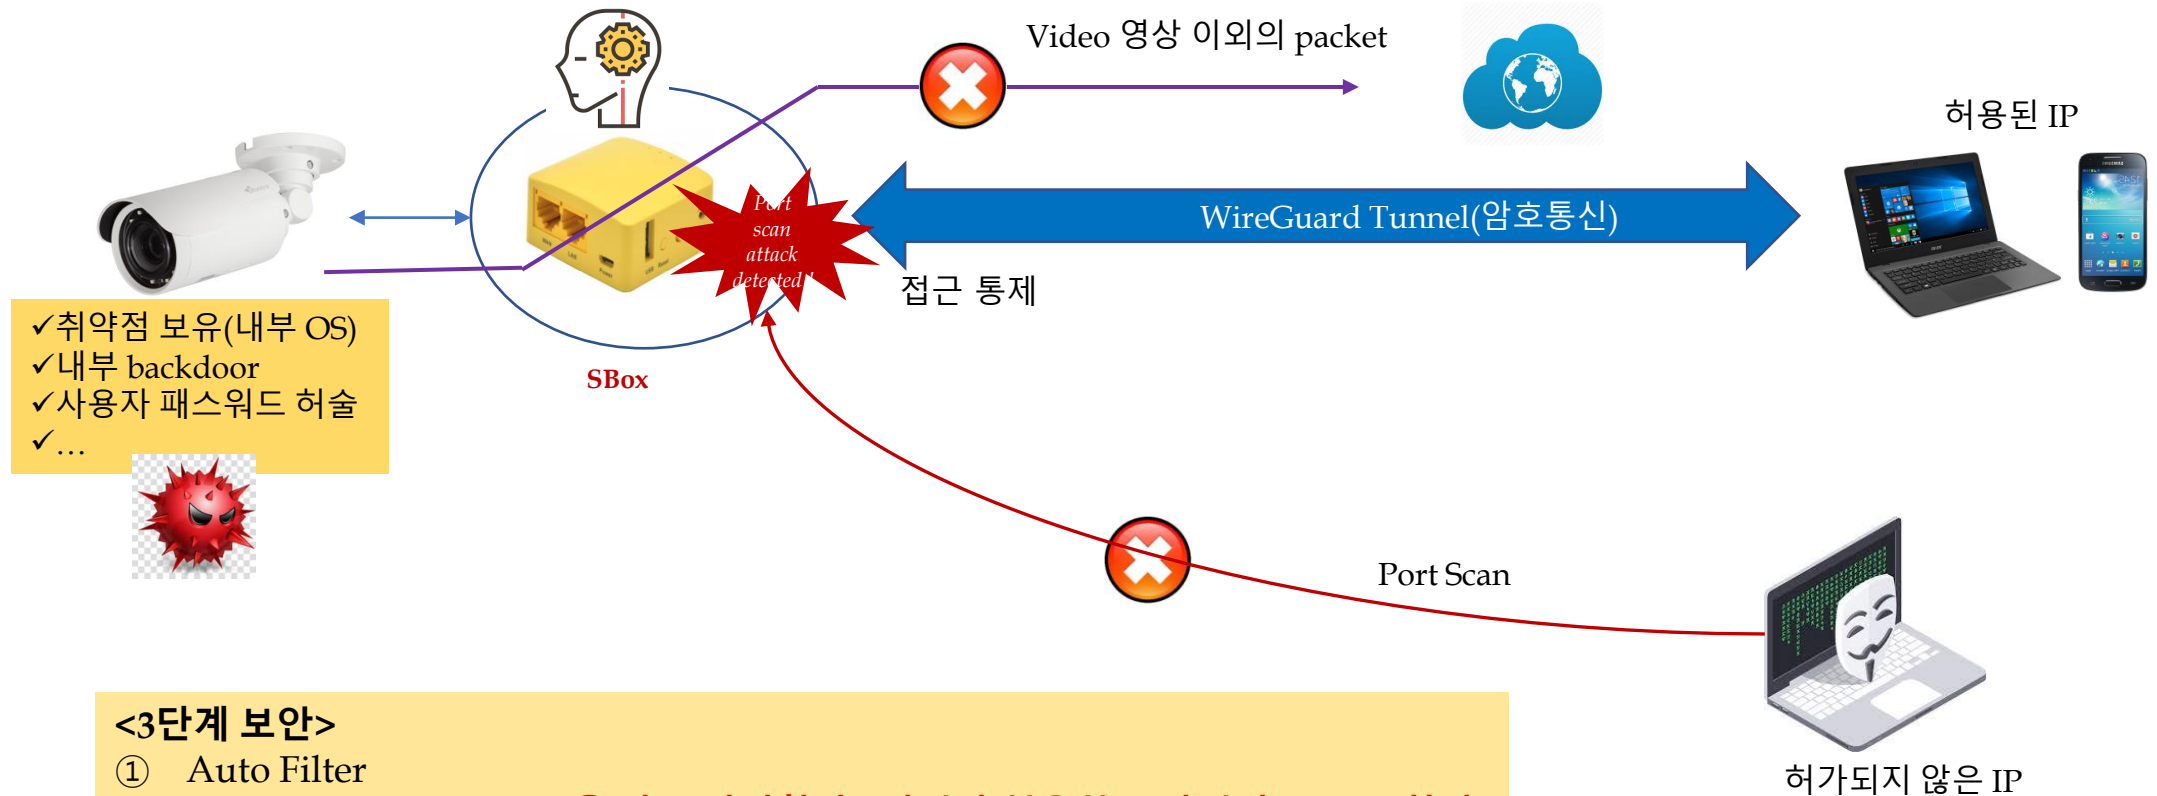 Video 영상 이외의 packet
허용된 IP
Port
scan
attack
detected!
WireGuard Tunnel(암호통신)
접근 통제
✓취약점 보유(내부 OS)
✓내부 backdoor
✓사용자 패스워드 허술
✓…
SBox
Port Scan
허가되지 않은 IP
<3단계 보안>
① Auto Filter